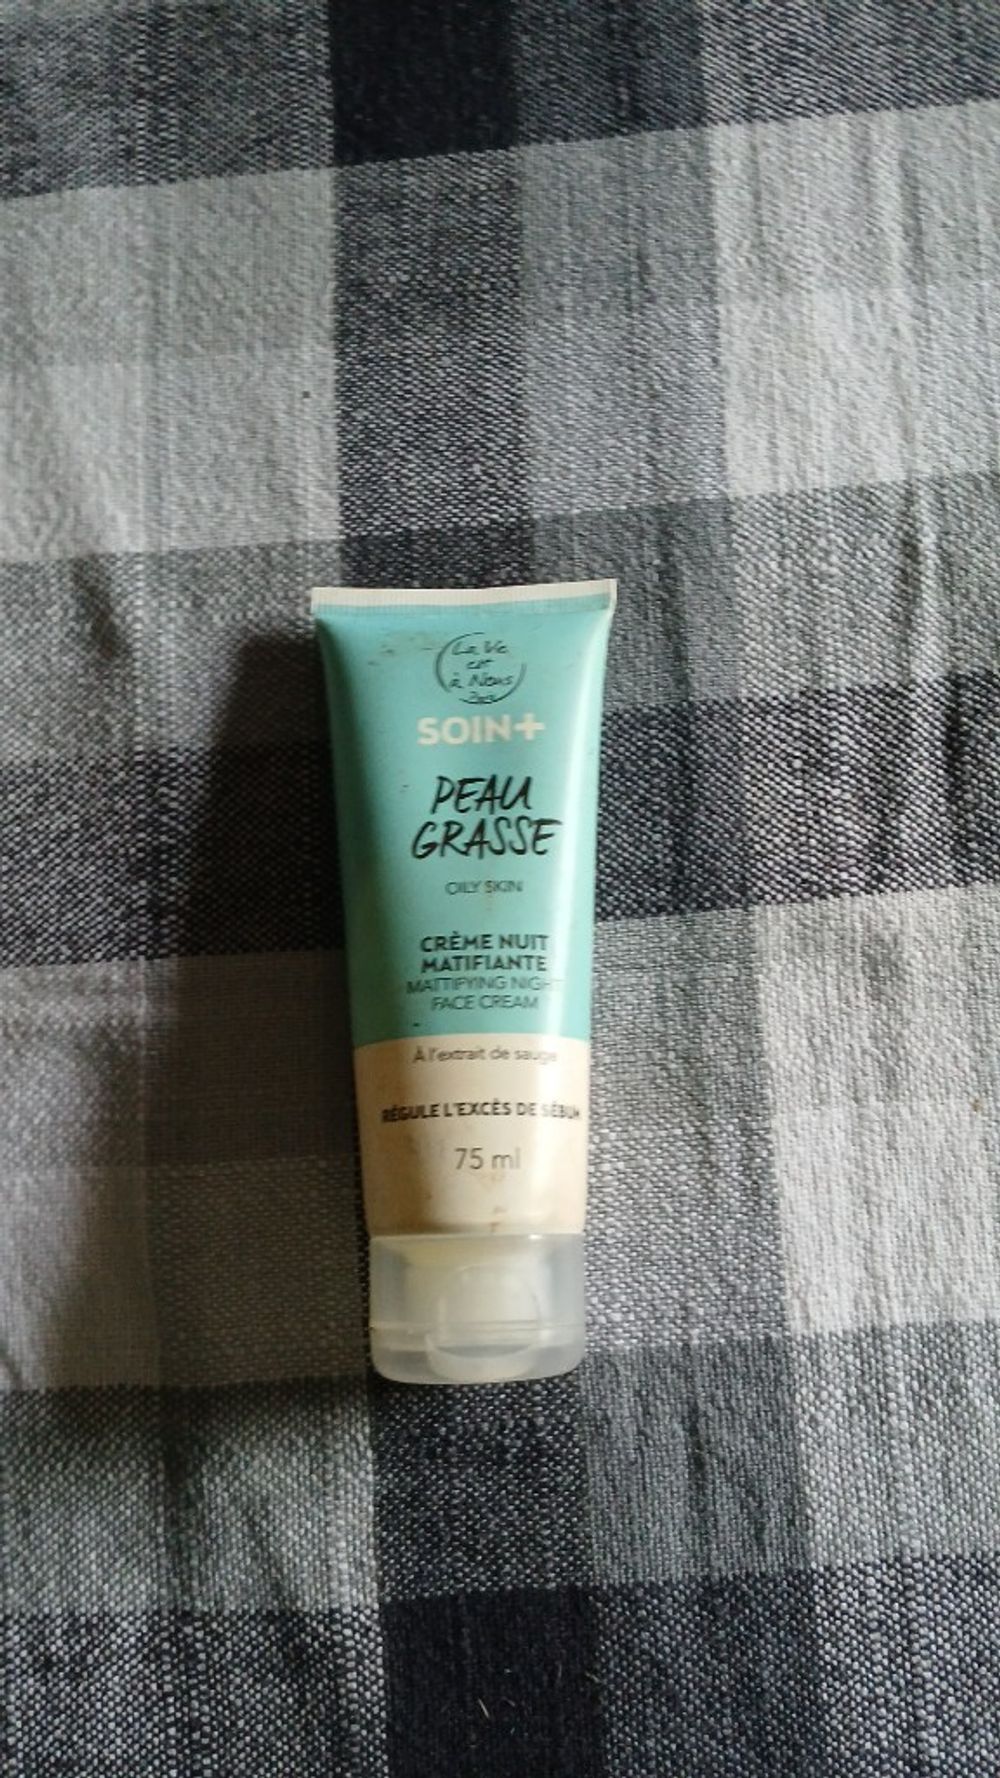 La Vie
est
à Nous
SOIN+
PEAU
GRASSE
OILY SKIN
CRÈME NUIT
MATIFIANTE
MATTIFYING NIGHT
FACE CREAM
À l'extrait de sauge
RÉGULE L'EXCÈS DE SÉBUM
75 ml